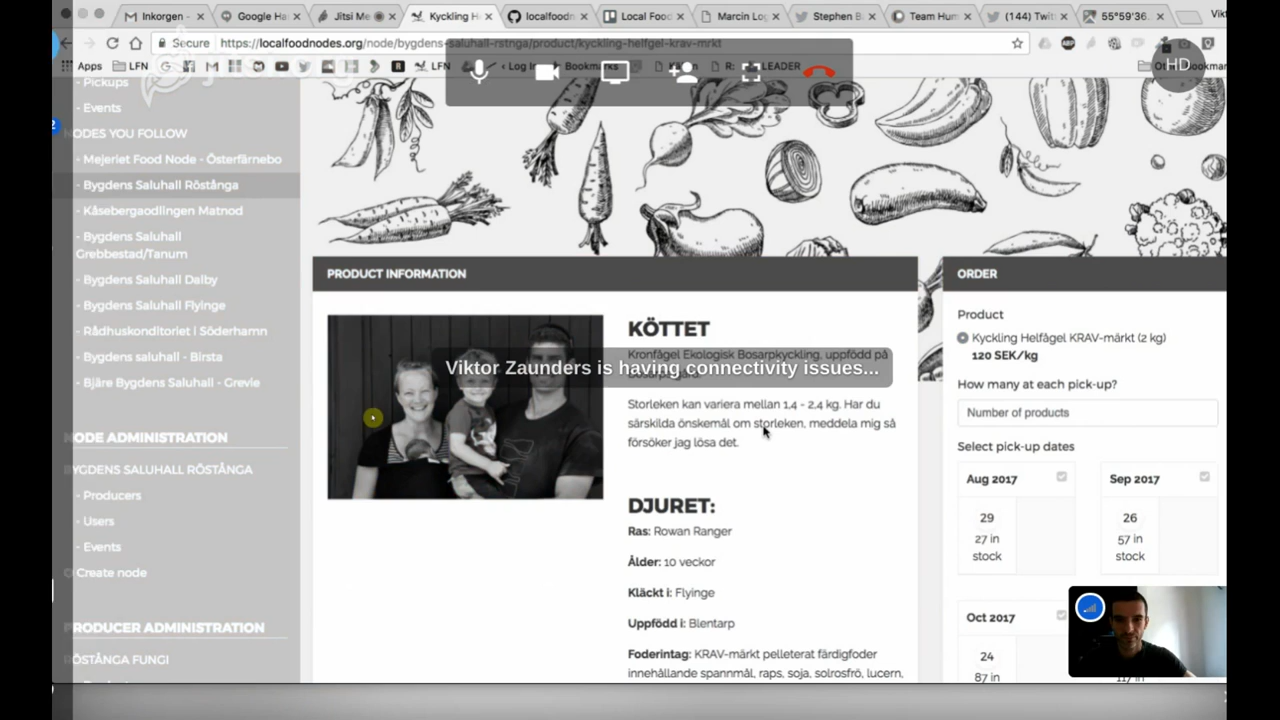 Inkorgen -
Google Ha
Jitsi Me
Kyckling H
localfoodn
Local Food
Marcin Lo
Stephen B
Team Hum
(144) Twit
55°59'36.
Vikt
Secure
https://localfoodnodes.org/node/bygdens-saluhall-rstnga/product/kyckling-helfgel-krav-mrkt
Apps
LFN
LFN
Log In
Bookmarks
R:
LEADER
HD
- Pickups
- Events
NODES YOU FOLLOW
- Mejeriet Food Node - Österfärnebo
- Bygdens Saluhall Röstånga
- Kåsebergaodlingen Matnod
- Bygdens Saluhall
Grebbestad/Tanum
- Bygdens Saluhall Dalby
- Bygdens Saluhall Flyinge
- Rådhuskonditoriet i Söderhamn
- Bygdens saluhall - Birsta
- Bjäre Bygdens Saluhall - Grevie
NODE ADMINISTRATION
BYGDENS SALUHALL RÖSTÅNGA
- Producers
- Users
- Events
Create node
PRODUCER ADMINISTRATION
RÖSTÅNGA FUNGI
PRODUCT INFORMATION
KÖTTET
Kronfågel Ekologisk Bosarpkyckling, uppfödd på
Viktor Zaunders is having connectivity issues...
Storleken kan variera mellan 1,4 - 2,4 kg. Har du
särskilda önskemål om storleken, meddela mig så
försöker jag lösa det.
DJURET:
Ras: Rowan Ranger
Ålder: 10 veckor
Kläckt i: Flyinge
Uppfödd i: Blentarp
Foderintag: KRAV-märkt pelleterat färdigfoder
innehållande spannmål, raps, soja, solrosfrö, lucern,
ORDER
Product
Kyckling Helfågel KRAV-märkt (2 kg)
120 SEK/kg
How many at each pick-up?
Number of products
Select pick-up dates
Aug 2017
Sep 2017
29
26
27 in
stock
57 in
stock
Oct 2017
24
87 in